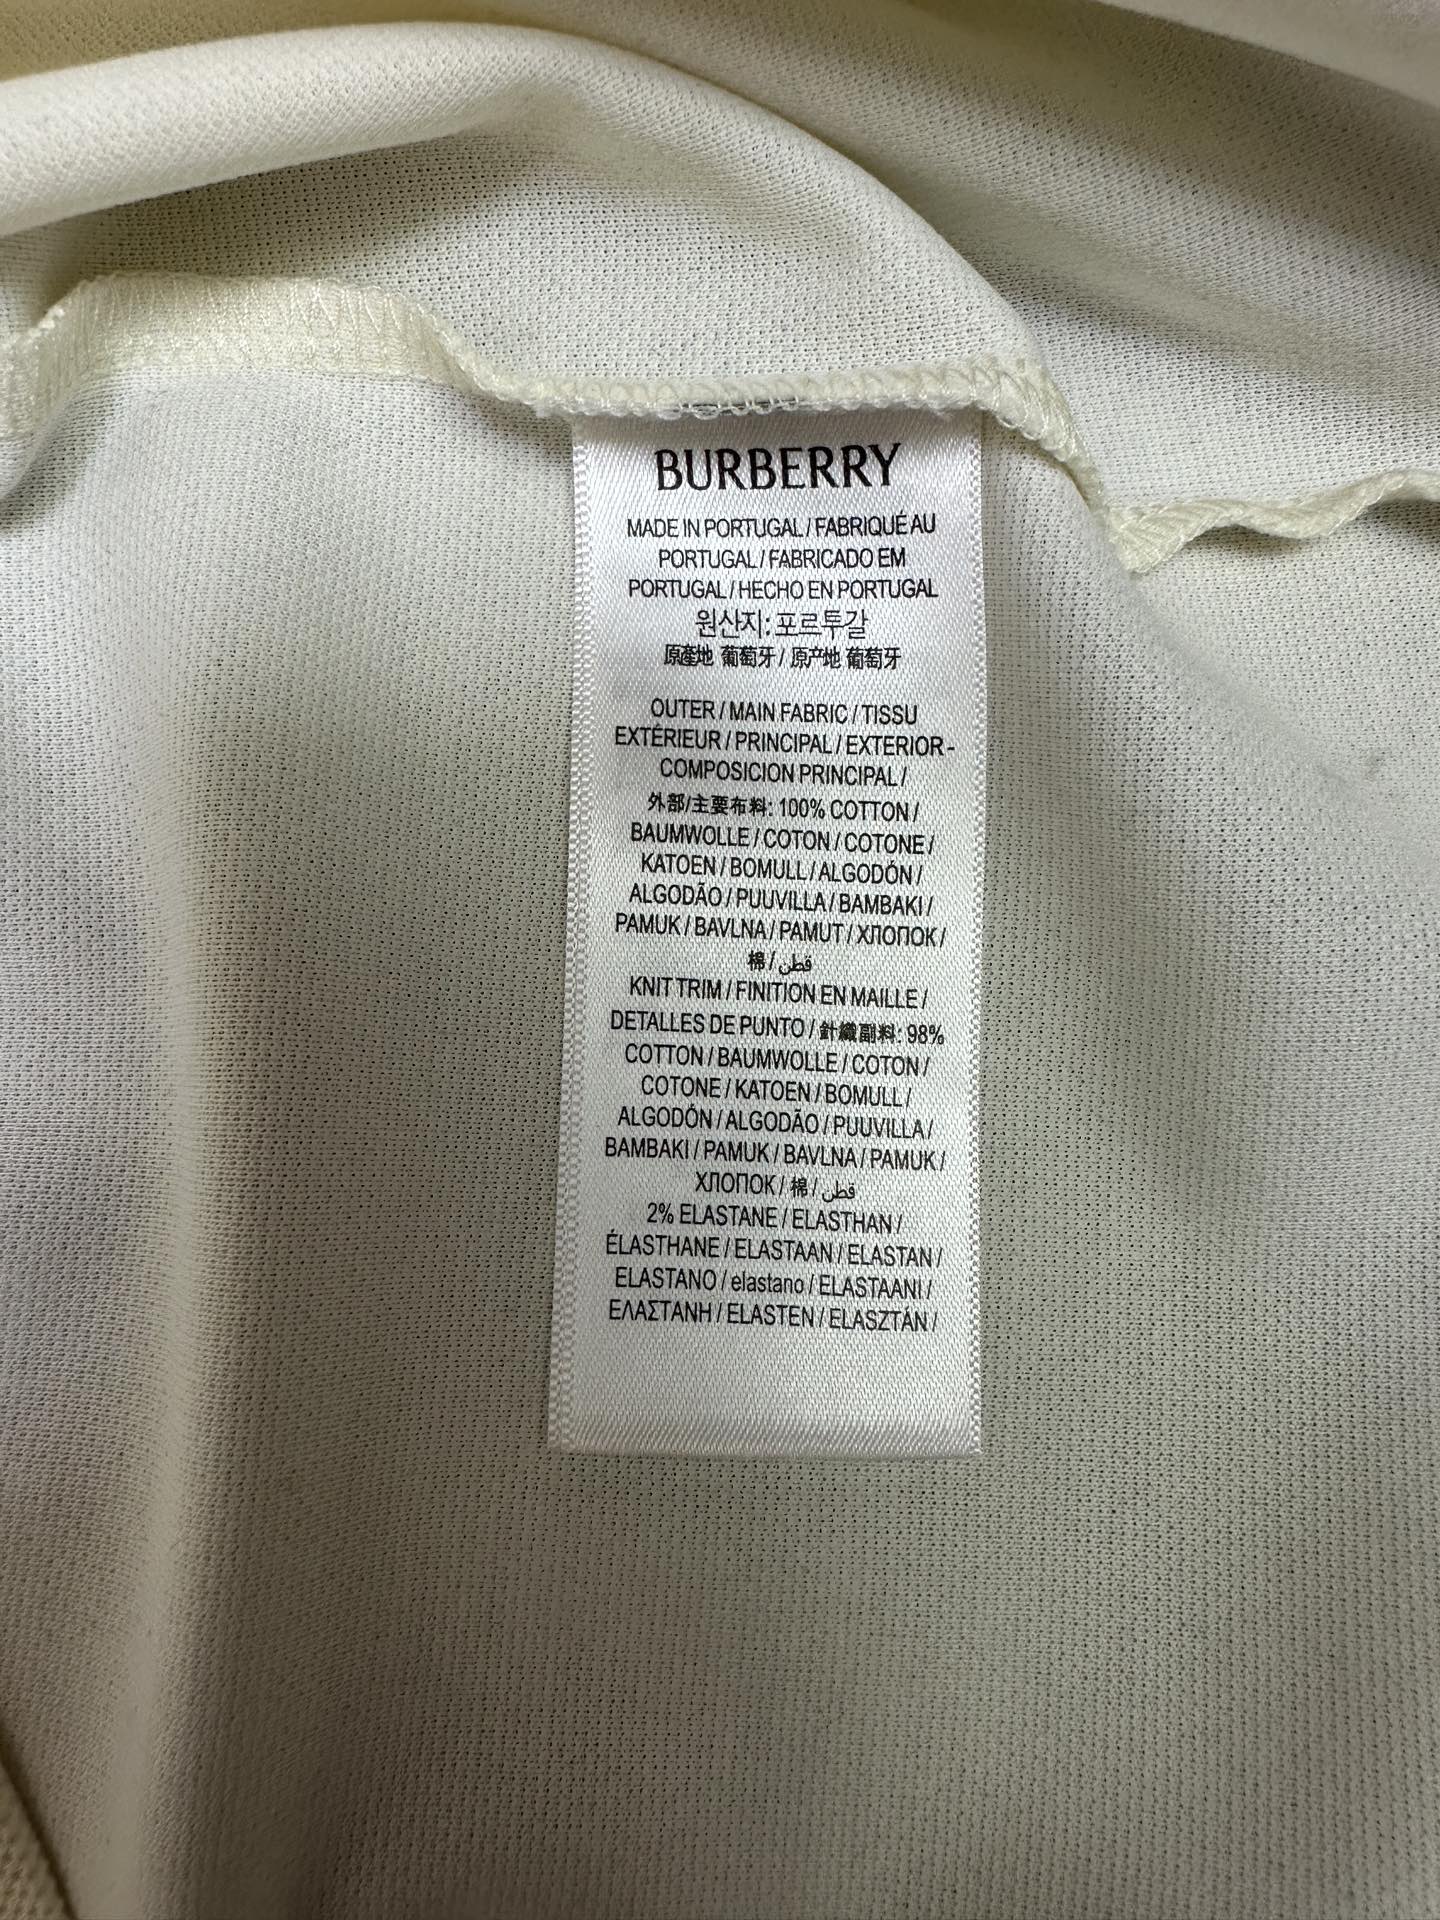 BURBERRY
MADE IN PORTUGAL / FABRIQUÉ AU
PORTUGAL / FABRICADO EM
PORTUGAL / HECHO EN PORTUGAL
원산지: 포르투갈
原產地 葡萄牙 / 原产地 葡萄牙
OUTER / MAIN FABRIC / TISSU
EXTÉRIEUR / PRINCIPAL / EXTERIOR -
COMPOSICION PRINCIPAL /
外部/主要布料: 100% COTTON /
BAUMWOLLE / COTON / COTONE /
KATOEN / BOMULL / ALGODÓN /
ALGODÃO / PUUVILLA / BAMBAKI /
PAMUK / BAVLNA / PAMUT / ХЛОПОК /
棉 / قطن
KNIT TRIM / FINITION EN MAILLE /
DETALLES DE PUNTO / 針織副料: 98%
COTTON / BAUMWOLLE / COTON /
COTONE / KATOEN / BOMULL /
ALGODÓN / ALGODÃO / PUUVILLA /
BAMBAKI / PAMUK / BAVLNA / PAMUK /
ХЛОПОК / 棉 / قطن
2% ELASTANE / ELASTHAN /
ÉLASTHANE / ELASTAAN / ELASTAN /
ELASTANO / elastano / ELASTAANI /
ΕΛΑΣΤΑΝΗ / ELASTEN / ELASZTÁN /